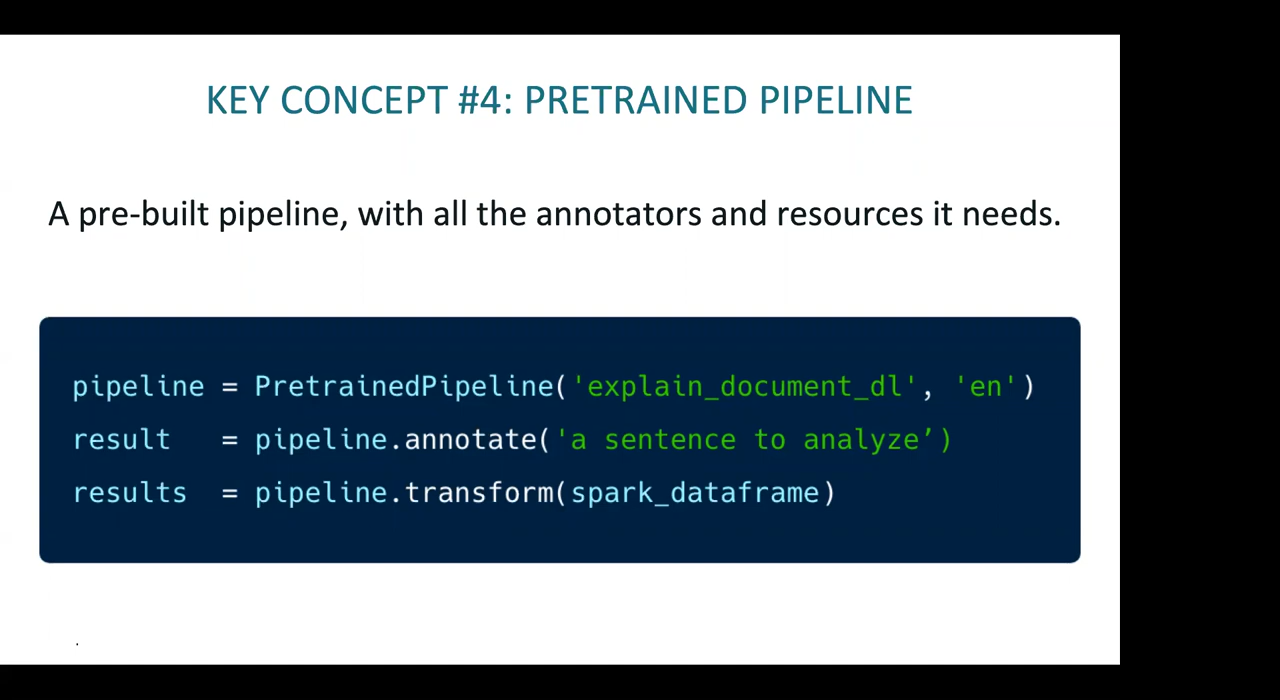 KEY CONCEPT #4: PRETRAINED PIPELINE
A pre-built pipeline, with all the annotators and resources it needs.
pipeline = PretrainedPipeline('explain_document_dl', 'en')
result   = pipeline.annotate('a sentence to analyze’)
results  = pipeline.transform(spark_dataframe)
.